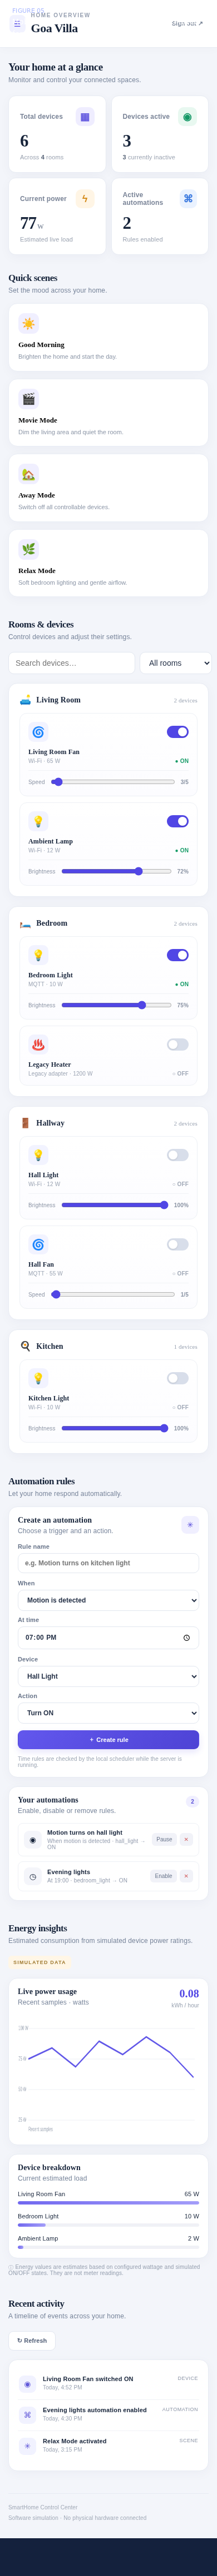 FIGURE 05
HOME OVERVIEW
Goa Villa
Sign out ↗
Your home at a glance
Monitor and control your connected spaces.
Total devices
6
Across 4 rooms
Devices active
3
3 currently inactive
Current power
77 W
Estimated live load
Active automations
2
Rules enabled
Quick scenes
Set the mood across your home.
Good Morning
Brighten the home and start the day.
Movie Mode
Dim the living area and quiet the room.
Away Mode
Switch off all controllable devices.
Relax Mode
Soft bedroom lighting and gentle airflow.
Rooms & devices
Control devices and adjust their settings.
Search devices…
All rooms
Living Room
2 devices
Living Room Fan
Wi-Fi · 65 W
● ON
Speed
3/5
Ambient Lamp
Wi-Fi · 12 W
● ON
Brightness
72%
Bedroom
2 devices
Bedroom Light
MQTT · 10 W
● ON
Brightness
75%
Legacy Heater
Legacy adapter · 1200 W
○ OFF
Hallway
2 devices
Hall Light
Wi-Fi · 12 W
○ OFF
Brightness
100%
Hall Fan
MQTT · 55 W
○ OFF
Speed
1/5
Kitchen
1 devices
Kitchen Light
Wi-Fi · 10 W
○ OFF
Brightness
100%
Automation rules
Let your home respond automatically.
Create an automation
Choose a trigger and an action.
Rule name
e.g. Motion turns on kitchen light
When
Motion is detected
At time
07:00 PM
Device
Hall Light
Action
Turn ON
+ Create rule
Time rules are checked by the local scheduler while the server is
running.
Your automations
Enable, disable or remove rules.
2
Motion turns on hall light
When motion is detected · hall_light →
ON
Pause
×
Evening lights
At 19:00 · bedroom_light → ON
Enable
×
Energy insights
Estimated consumption from simulated device power ratings.
SIMULATED DATA
Live power usage
Recent samples · watts
0.08
kWh / hour
Recent samples
Device breakdown
Current estimated load
Living Room Fan
65 W
Bedroom Light
10 W
Ambient Lamp
2 W
ⓘ Energy values are estimates based on configured wattage and simulated
ON/OFF states. They are not meter readings.
Recent activity
A timeline of events across your home.
↻ Refresh
Living Room Fan switched ON
Today, 4:52 PM
DEVICE
Evening lights automation enabled
Today, 4:30 PM
AUTOMATION
Relax Mode activated
Today, 3:15 PM
SCENE
SmartHome Control Center
Software simulation · No physical hardware connected